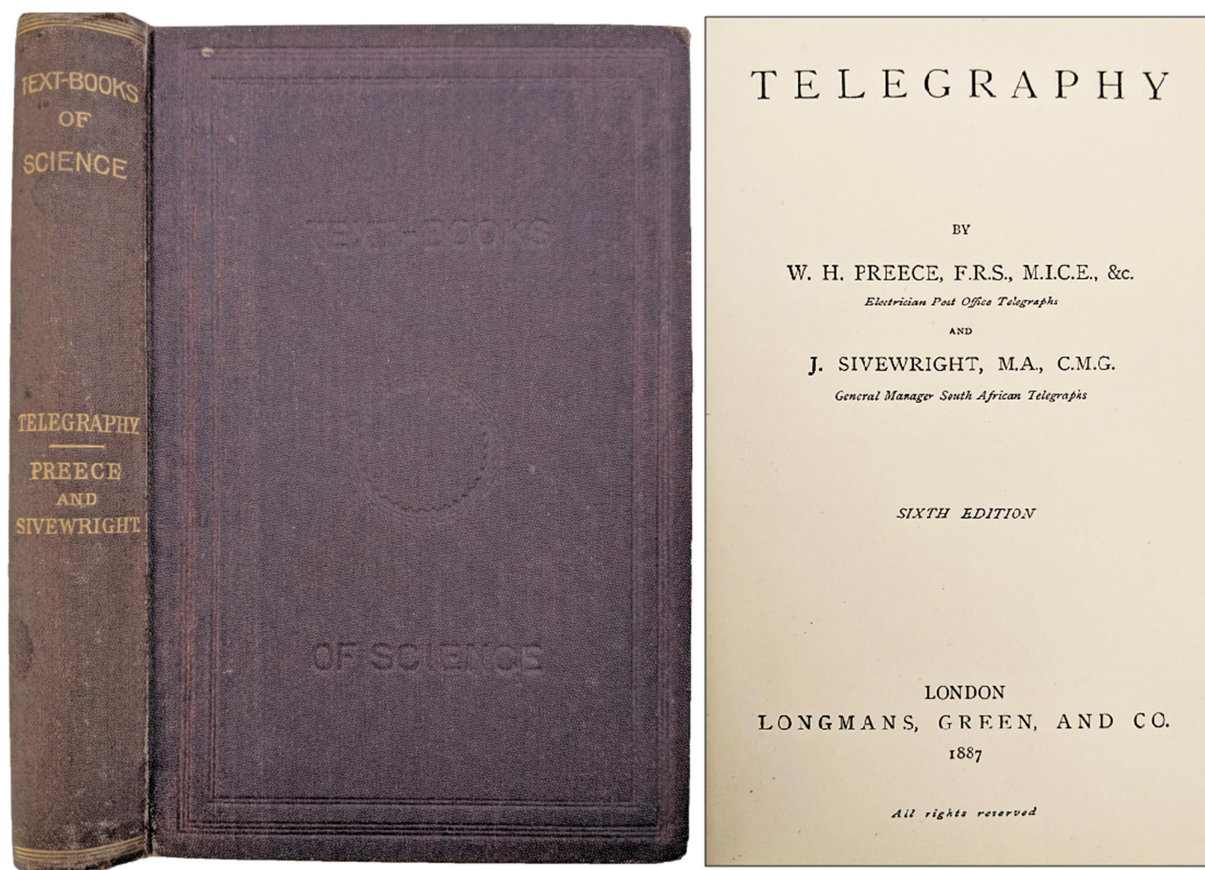 TEXT-BOOKS
OF
SCIENCE
TELEGRAPHY
PREECE
AND
SIVEWRIGHT.
TEXT-BOOKS
OF SCIENCE
TELEGRAPHY
BY
W. H. PREECE, F.R.S., M.I.C.E., &c.
Electrician Post Office Telegraphs
AND
J. SIVEWRIGHT, M.A., C.M.G.
General Manager South African Telegraphs
SIXTH EDITION
LONDON
LONGMANS, GREEN, AND CO.
1887
All rights reserved